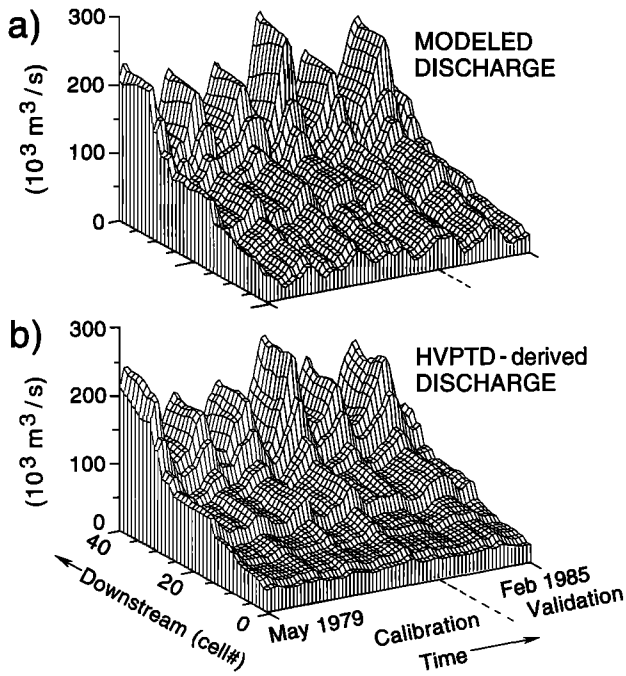 a)
MODELED
DISCHARGE
300
200
100
0
(10³ m³/s)
b)
HVPTD-derived
DISCHARGE
300
200
100
0
(10³ m³/s)
40
20
0
Downstream (cell#)
May 1979
Feb 1985
Calibration
Validation
Time